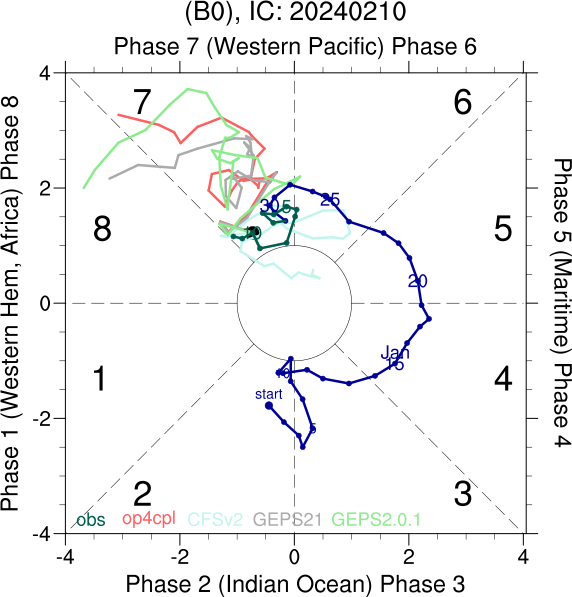 (B0), IC: 20240210
Phase 7 (Western Pacific) Phase 6
Phase 1 (Western Hem, Africa) Phase 8
Phase 5 (Maritime) Phase 4
4
2
0
-2
-4
7
6
8
5
1
4
2
3
30
5
25
20
Jan
15
start
5
obs
op4cpl
CFSv2
GEPS21
GEPS2.0.1
-4
-2
0
2
4
Phase 2 (Indian Ocean) Phase 3